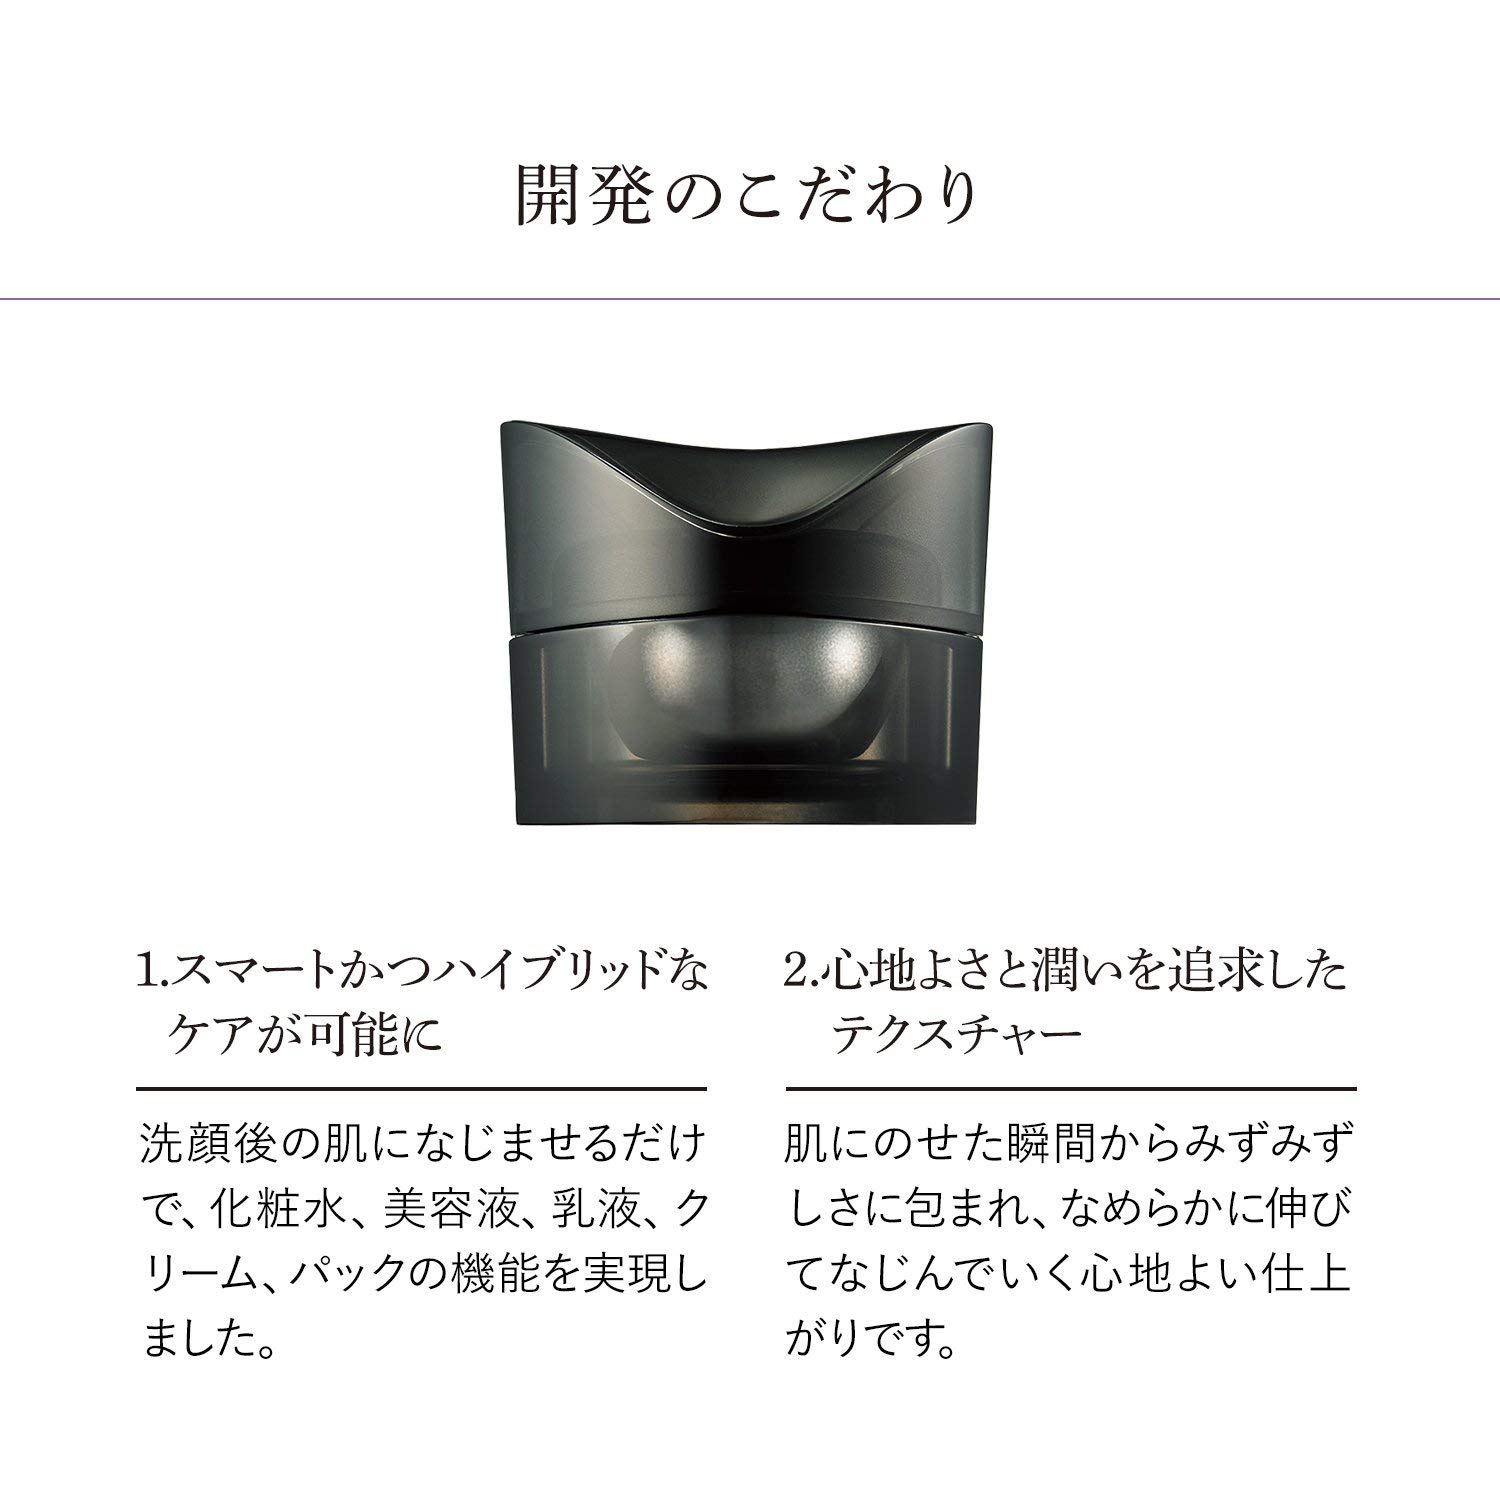 開発のこだわり
1.スマートかつハイブリッドな
ケアが可能に
洗顔後の肌になじませるだけ
で、化粧水、美容液、乳液、ク
リーム、パックの機能を実現し
ました。
2.心地よさと潤いを追求した
テクスチャー
肌にのせた瞬間からみずみず
しさに包まれ、なめらかに伸び
てなじんでいく心地よい仕上
がりです。